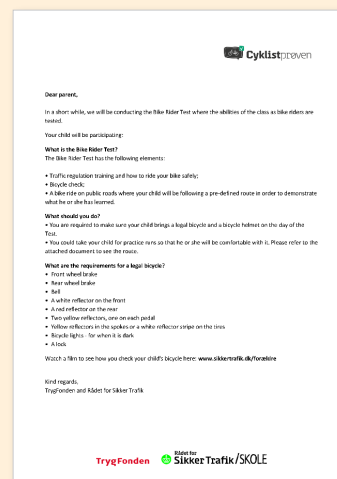 Cyklistprøven
Dear parent,
In a short while, we will be conducting the Bike Rider Test where the abilities of the class as bike riders are
tested.
Your child will be participating:
What is the Bike Rider Test?
The Bike Rider Test has the following elements:
• Traffic regulation training and how to ride your bike safely;
• Bicycle check;
• A bike ride on public roads where your child will be following a pre-defined route in order to demonstrate
what he or she has learned.
What should you do?
• You are required to make sure your child brings a legal bicycle and a bicycle helmet on the day of the
Test.
• You could take your child for practice runs so that he or she will be comfortable with it. Please refer to the
attached document to see the route.
What are the requirements for a legal bicycle?
• Front wheel brake
• Rear wheel brake
• Bell
• A white reflector on the front
• A red reflector on the rear
• Two yellow reflectors, one on each pedal
• Yellow reflectors in the spokes or a white reflector stripe on the tires
• Bicycle lights - for when it is dark
• A lock
Watch a film to see how you check your child's bicycle here: www.sikkertrafik.dk/forældre
Kind regards,
TrygFonden and Rådet for Sikker Trafik
TrygFonden
Rådet for
Sikker Trafik/SKOLE